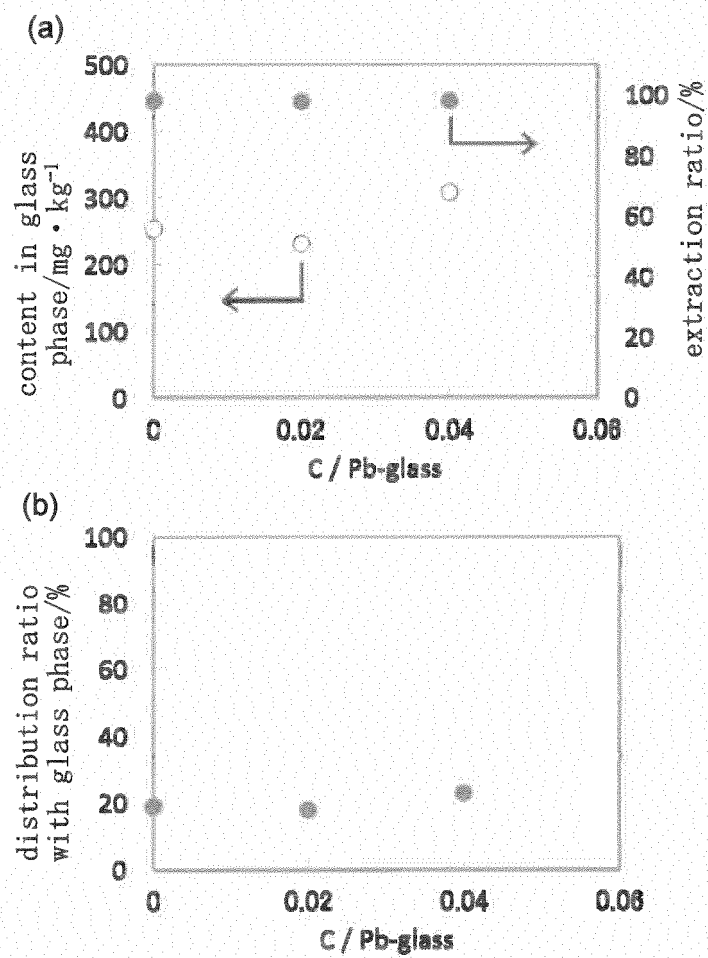 (a)
500
400
300
200
100
0
content in glass
phase/mg・kg⁻¹
100
80
60
40
20
0
extraction ratio/%
0 0.02 0.04 0.06
C / Pb-glass
(b)
100
80
60
40
20
0
distribution ratio
with glass phase/%
0 0.02 0.04 0.06
C / Pb-glass